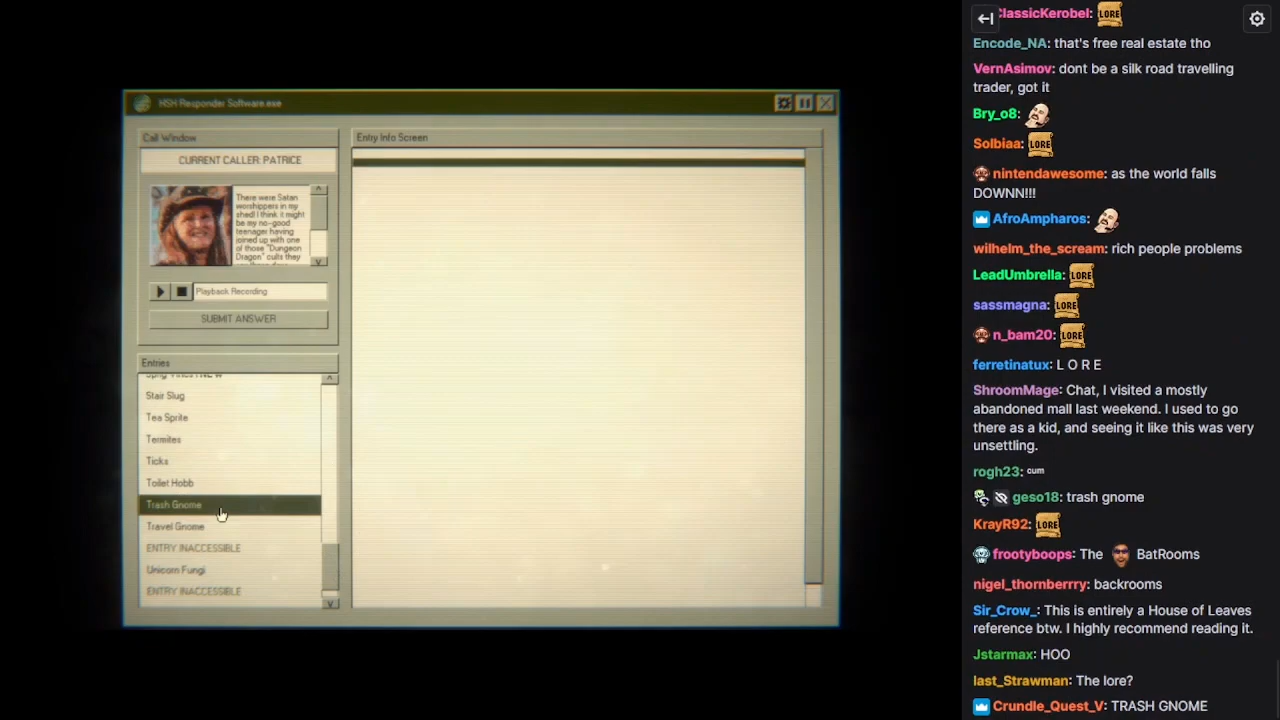 HSH Responder Software.exe
Call Window
CURRENT CALLER: PATRICE
There were Satan
worshippers in my
shed! I think it might
be my no-good
teenager having
joined up with one
of those "Dungeon
Dragon" cults they
Playback Recording
SUBMIT ANSWER
Entries
Stair Slug
Tea Sprite
Termites
Ticks
Toilet Hobb
Trash Gnome
Travel Gnome
ENTRY INACCESSIBLE
Unicorn Fungi
ENTRY INACCESSIBLE
Entry Info Screen
ClassicKerobel: LORE
Encode_NA: that's free real estate tho
VernAsimov: dont be a silk road travelling
trader, got it
Bry_o8:
Solbiaa: LORE
nintendawesome: as the world falls
DOWNN!!!
AfroAmpharos:
wilhelm_the_scream: rich people problems
LeadUmbrella: LORE
sassmagna: LORE
n_bam20: LORE
ferretinatux: L O R E
ShroomMage: Chat, I visited a mostly
abandoned mall last weekend. I used to go
there as a kid, and seeing it like this was very
unsettling.
rogh23: cum
geso18: trash gnome
KrayR92: LORE
frootyboops: The BatRooms
nigel_thornberrry: backrooms
Sir_Crow_: This is entirely a House of Leaves
reference btw. I highly recommend reading it.
Jstarmax: HOO
last_Strawman: The lore?
Crundle_Quest_V: TRASH GNOME